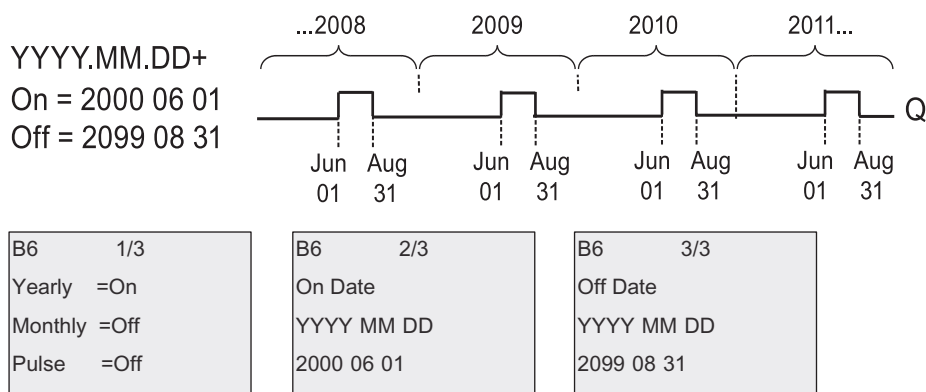 ...2008 2009 2010 2011...
YYYY.MM.DD+
On = 2000 06 01
Off = 2099 08 31
Q
Jun Aug Jun Aug Jun Aug Jun Aug
01 31 01 31 01 31 01 31
B6 1/3
Yearly =On
Monthly =Off
Pulse =Off
B6 2/3
On Date
YYYY MM DD
2000 06 01
B6 3/3
Off Date
YYYY MM DD
2099 08 31